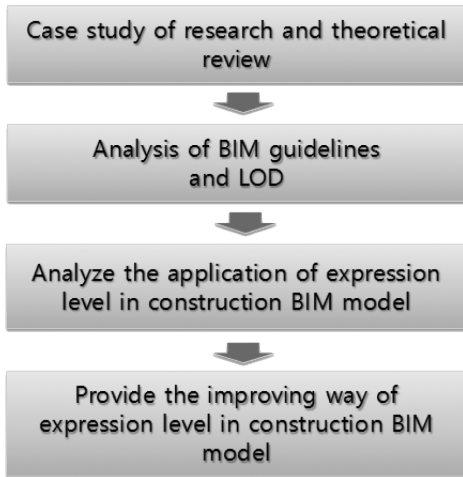 Case study of research and theoretical
review
Analysis of BIM guidelines
and LOD
Analyze the application of expression
level in construction BIM model
Provide the improving way of
expression level in construction BIM
model